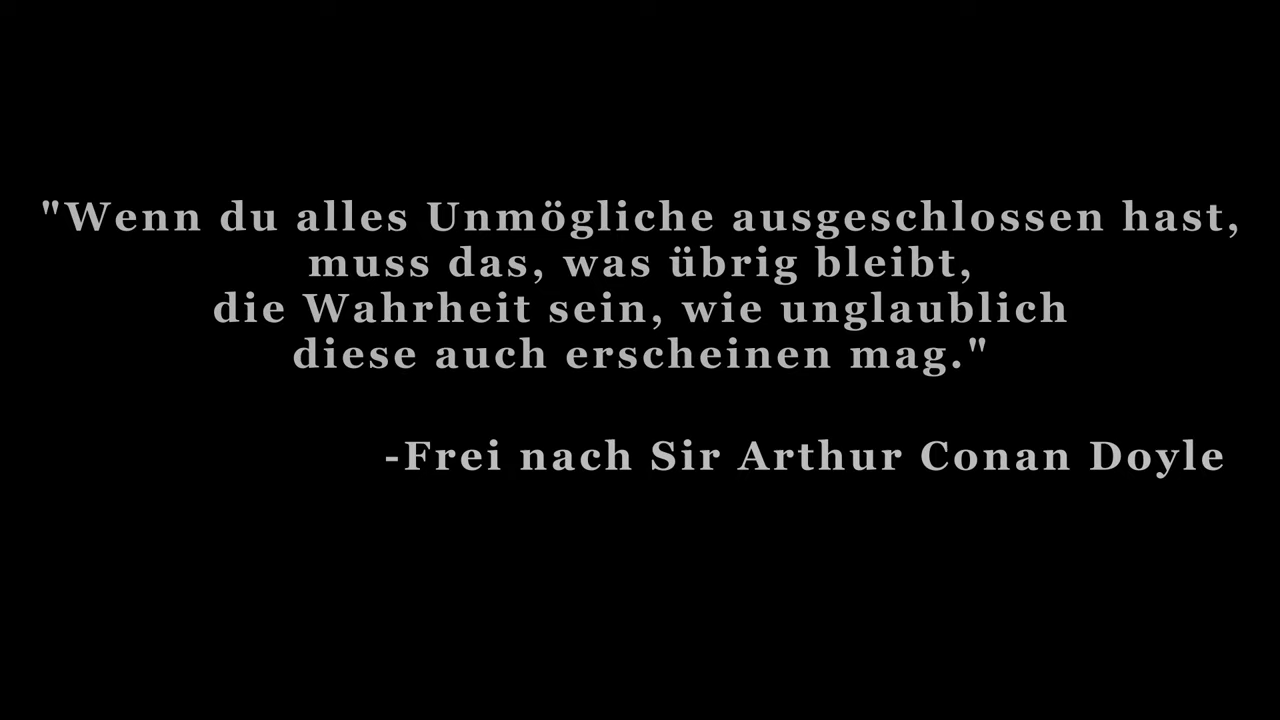 "Wenn du alles Unmögliche ausgeschlossen hast,
muss das, was übrig bleibt,
die Wahrheit sein, wie unglaublich
diese auch erscheinen mag."
-Frei nach Sir Arthur Conan Doyle